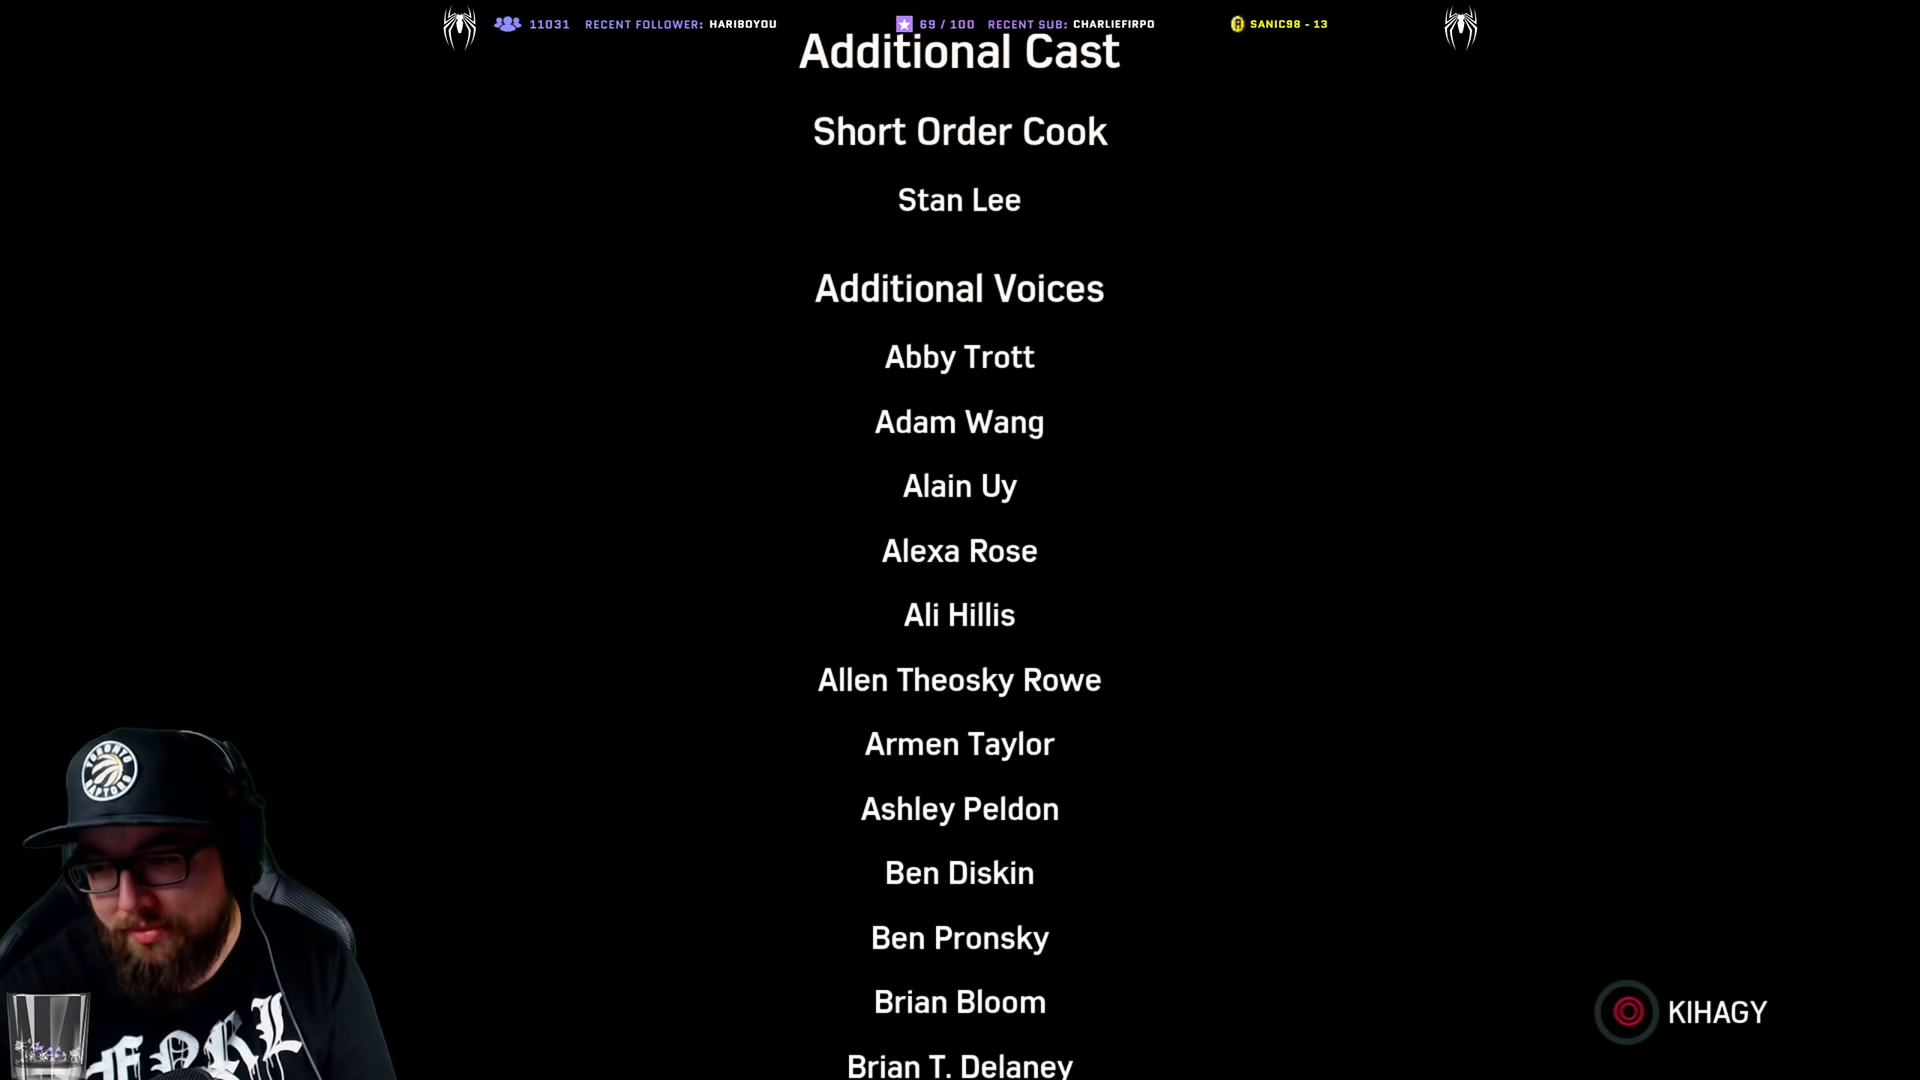 11031 RECENT FOLLOWER: HARIBOYOU 69 / 100 RECENT SUB: CHARLIEFIRPO SANIC98 - 13
Additional Cast
Short Order Cook
Stan Lee
Additional Voices
Abby Trott
Adam Wang
Alain Uy
Alexa Rose
Ali Hillis
Allen Theosky Rowe
Armen Taylor
Ashley Peldon
Ben Diskin
Ben Pronsky
Brian Bloom
Brian T. Delaney
KIHAGY
TORONTO
RAPTORS